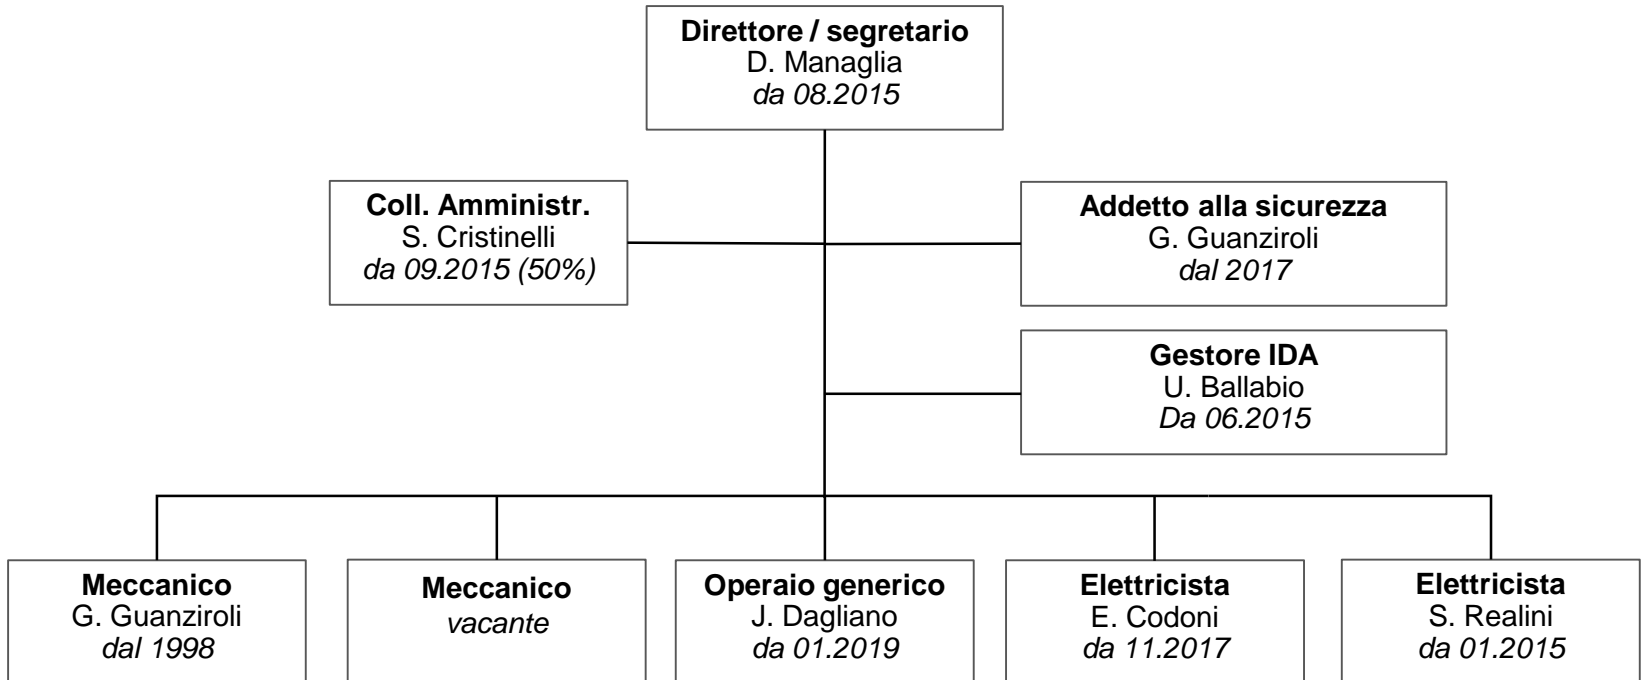 Direttore / segretario
D. Managlia
da 08.2015
Coll. Amministr.
S. Cristinelli
da 09.2015 (50%)
Addetto alla sicurezza
G. Guanziroli
dal 2017
Gestore IDA
U. Ballabio
Da 06.2015
Meccanico
G. Guanziroli
dal 1998
Meccanico
vacante
Operaio generico
J. Dagliano
da 01.2019
Elettricista
E. Codoni
da 11.2017
Elettricista
S. Realini
da 01.2015